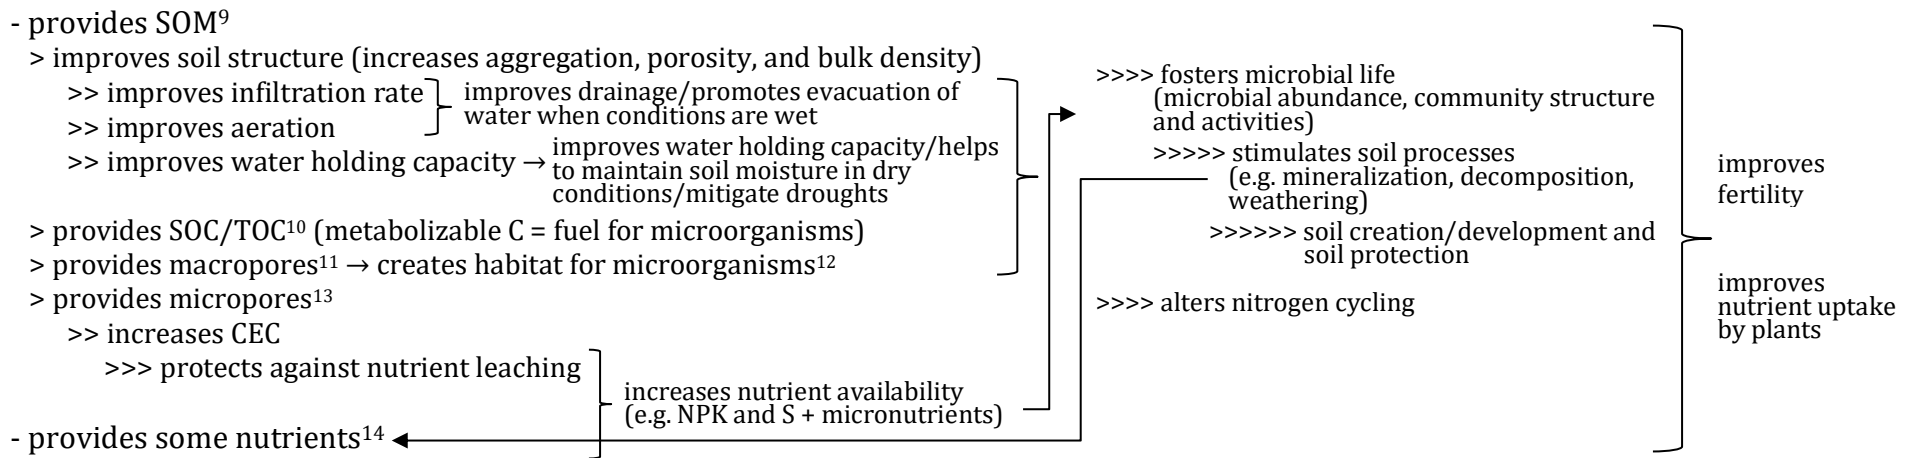 - provides SOM⁹
> improves soil structure (increases aggregation, porosity, and bulk density)
>> improves infiltration rate
>> improves aeration
improves drainage/promotes evacuation of
water when conditions are wet
>> improves water holding capacity →
improves water holding capacity/helps
to maintain soil moisture in dry
conditions/mitigate droughts
> provides SOC/TOC¹⁰ (metabolizable C = fuel for microorganisms)
> provides macropores¹¹ → creates habitat for microorganisms¹²
> provides micropores¹³
>> increases CEC
>>> protects against nutrient leaching
increases nutrient availability
(e.g. NPK and S + micronutrients)
- provides some nutrients¹⁴
>>>> fosters microbial life
(microbial abundance, community structure
and activities)
>>>>> stimulates soil processes
(e.g. mineralization, decomposition,
weathering)
>>>>>> soil creation/development and
soil protection
>>>> alters nitrogen cycling
improves
fertility
improves
nutrient uptake
by plants